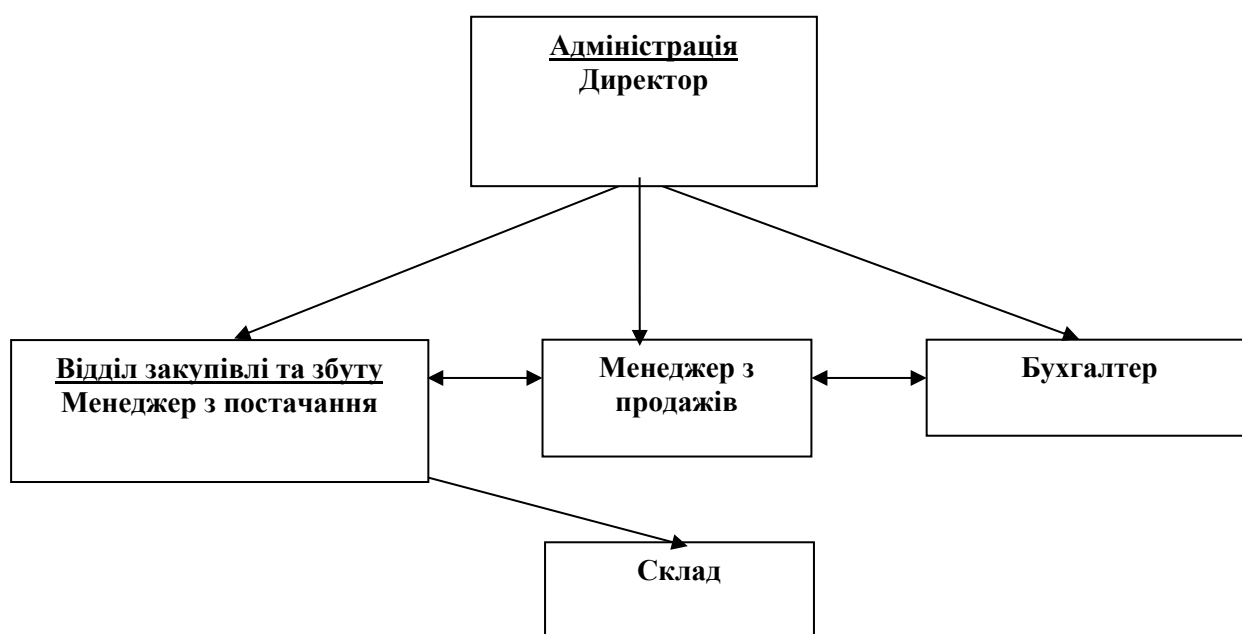 Адміністрація
Директор
Відділ закупівлі та збуту
Менеджер з постачання
Менеджер з
продажів
Бухгалтер
Склад